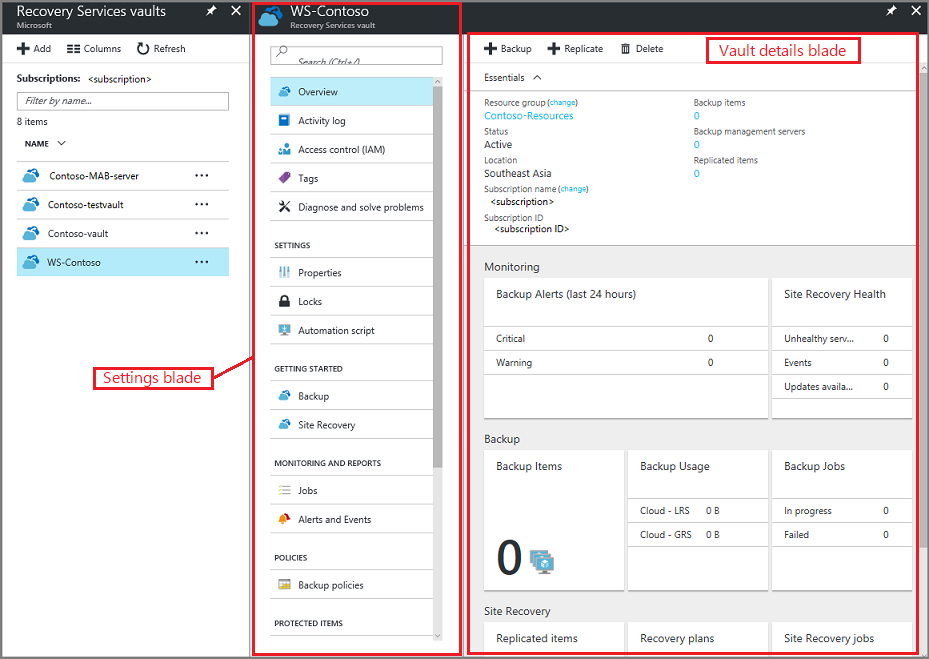 Recovery Services vaults
Microsoft
Add Columns Refresh
Subscriptions: <subscription>
Filter by name...
8 items
NAME
Contoso-MAB-server ...
Contoso-testvault ...
Contoso-vault ...
WS-Contoso ...
Settings blade
WS-Contoso
Recovery Services vault
Search (Ctrl+/)
Overview
Activity log
Access control (IAM)
Tags
Diagnose and solve problems
SETTINGS
Properties
Locks
Automation script
GETTING STARTED
Backup
Site Recovery
MONITORING AND REPORTS
Jobs
Alerts and Events
POLICIES
Backup policies
PROTECTED ITEMS
Backup Replicate Delete
Vault details blade
Essentials
Resource group (change)
Contoso-Resources
Status
Active
Location
Southeast Asia
Subscription name (change)
<subscription>
Subscription ID
<subscription ID>
Backup items
0
Backup management servers
0
Replicated items
0
Monitoring
Backup Alerts (last 24 hours)
Critical 0
Warning 0
Site Recovery Health
Unhealthy serv... 0
Events 0
Updates availa... 0
Backup
Backup Items
0
Backup Usage
Cloud - LRS 0 B
Cloud - GRS 0 B
Backup Jobs
In progress 0
Failed 0
Site Recovery
Replicated items
Recovery plans
Site Recovery jobs